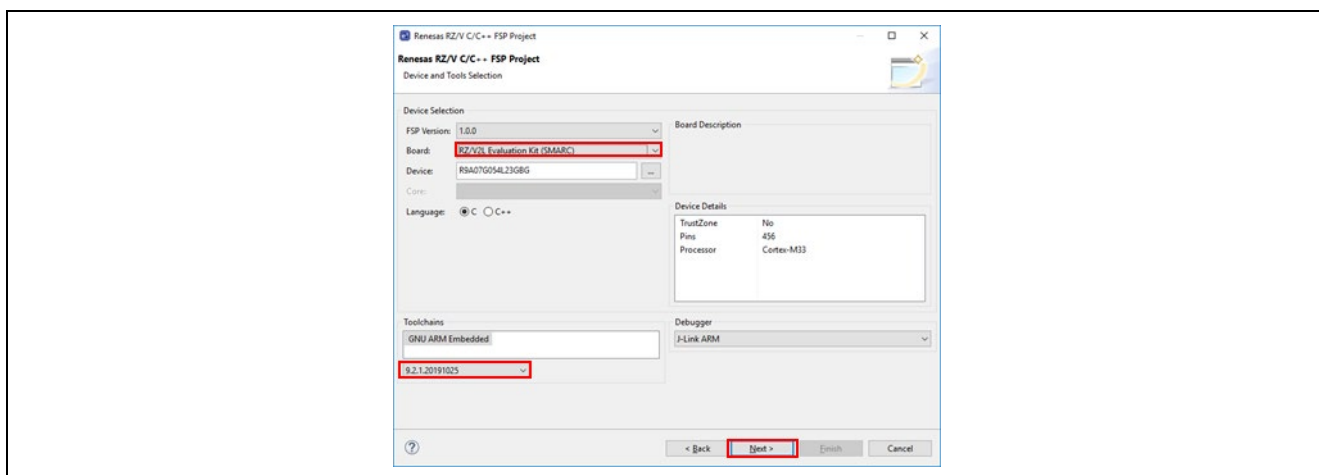 Renesas RZ/V C/C++ FSP Project
Renesas RZ/V C/C++ FSP Project
Device and Tools Selection
Device Selection
FSP Version: 1.0.0
Board: RZ/V2L Evaluation Kit (SMARC)
Device: R9A07G054L23GBG ...
Core:
Language: C C++
Board Description
Device Details
TrustZone No
Pins 456
Processor Cortex-M33
Toolchains
GNU ARM Embedded
9.2.1.20191025
Debugger
J-Link ARM
? < Back Next > Finish Cancel